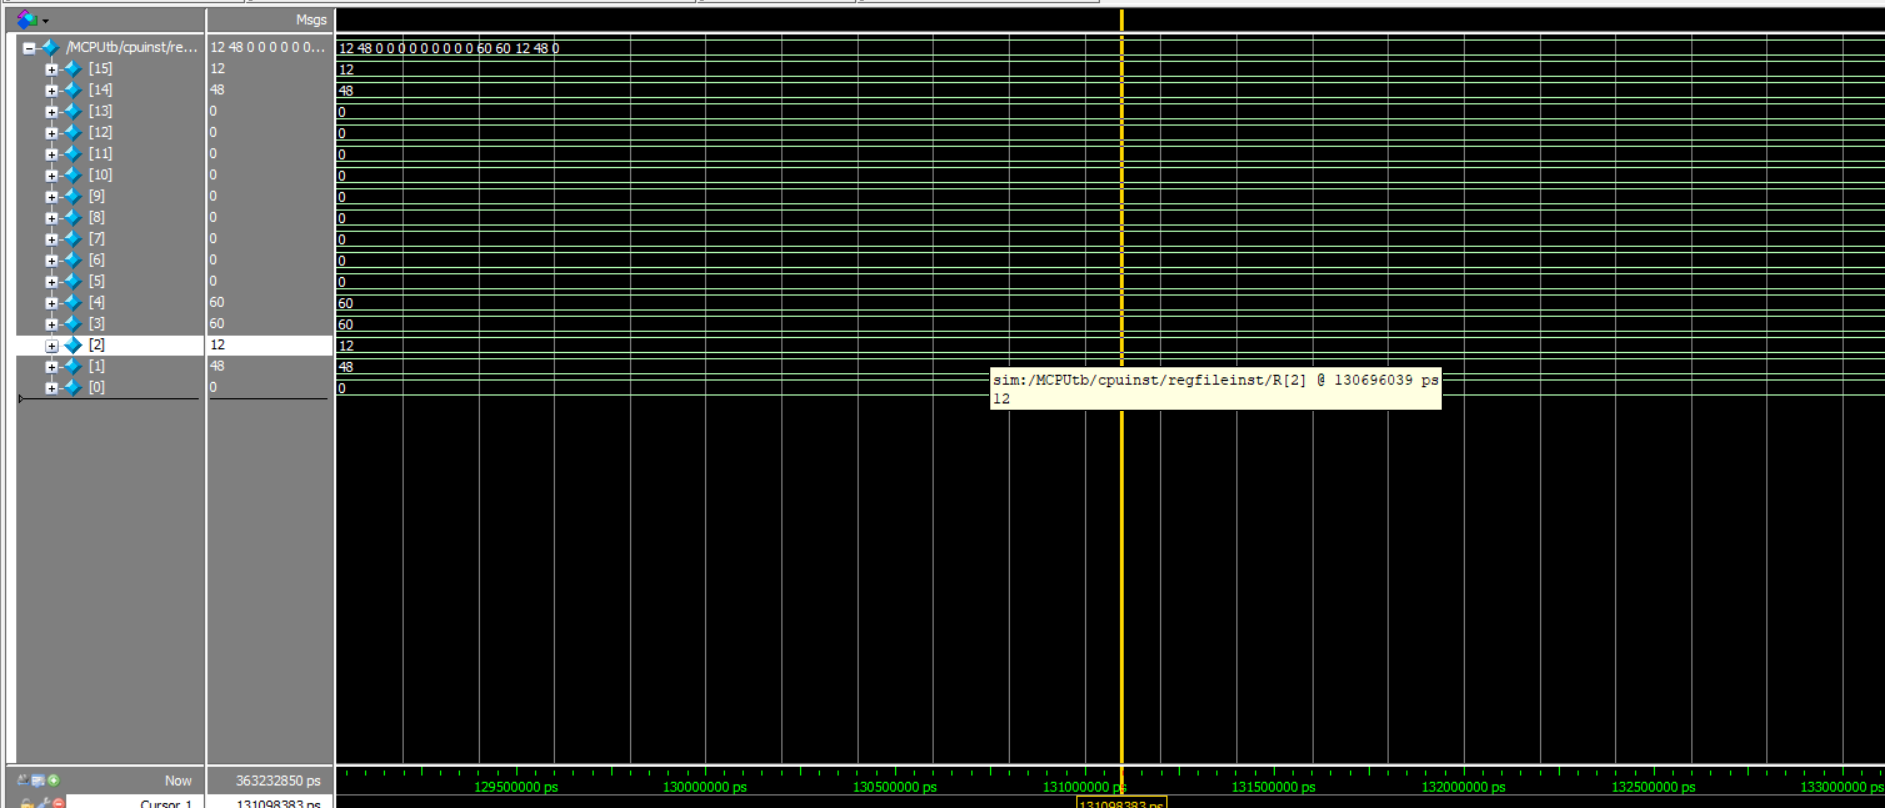 Msgs
/MCPUtb/cpuinst/re... 12 48 0 0 0 0 0 0... 12 48 0 0 0 0 0 0 0 0 0 60 60 12 48 0
[15] 12 12
[14] 48 48
[13] 0 0
[12] 0 0
[11] 0 0
[10] 0 0
[9] 0 0
[8] 0 0
[7] 0 0
[6] 0 0
[5] 0 0
[4] 60 60
[3] 60 60
[2] 12 12
[1] 48 48
[0] 0 0
sim:/MCPUtb/cpuinst/regfileinst/R[2] @ 130696039 ps
12
Now 363232850 ps 129500000 ps 130000000 ps 130500000 ps 131000000 ps 131500000 ps 132000000 ps 132500000 ps 133000000 ps
Cursor 1 131098383 ps 131098383 ps